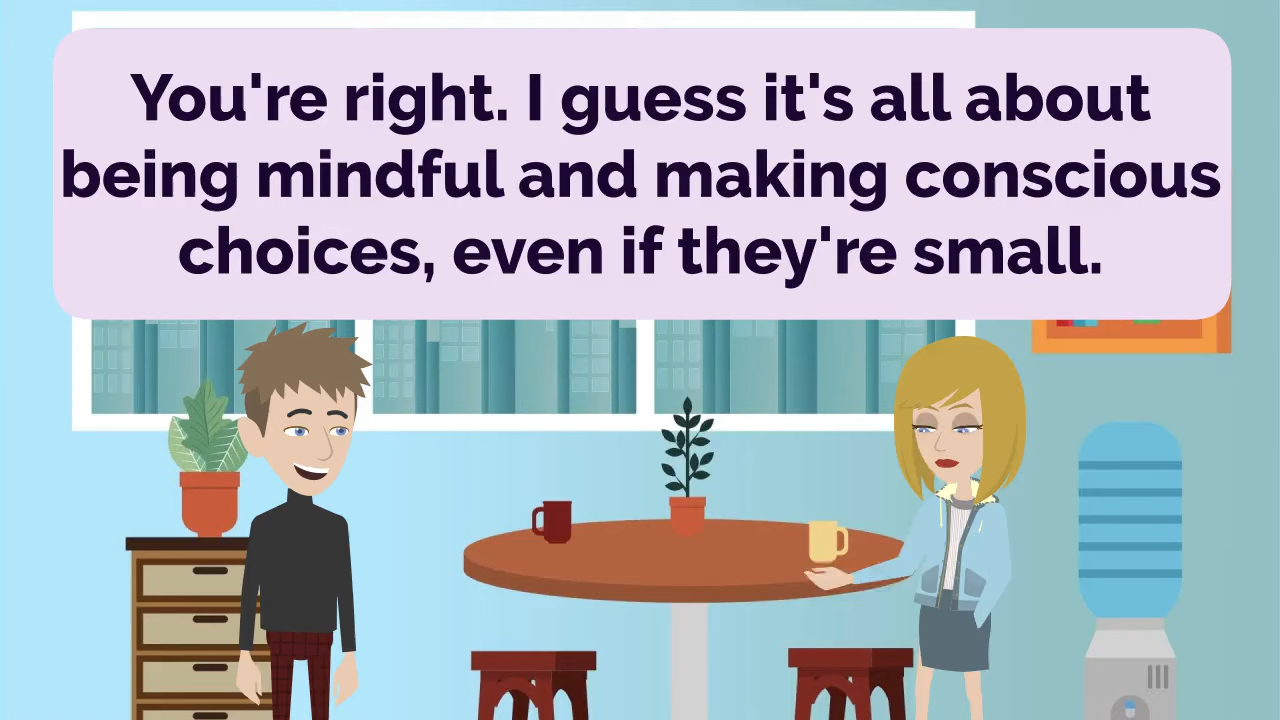 You're right. I guess it's all about
being mindful and making conscious
choices, even if they're small.